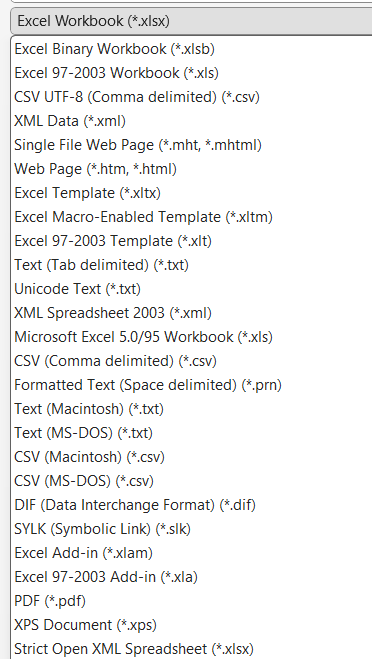 Excel Workbook (*.xlsx)
Excel Binary Workbook (*.xlsb)
Excel 97-2003 Workbook (*.xls)
CSV UTF-8 (Comma delimited) (*.csv)
XML Data (*.xml)
Single File Web Page (*.mht, *.mhtml)
Web Page (*.htm, *.html)
Excel Template (*.xltx)
Excel Macro-Enabled Template (*.xltm)
Excel 97-2003 Template (*.xlt)
Text (Tab delimited) (*.txt)
Unicode Text (*.txt)
XML Spreadsheet 2003 (*.xml)
Microsoft Excel 5.0/95 Workbook (*.xls)
CSV (Comma delimited) (*.csv)
Formatted Text (Space delimited) (*.prn)
Text (Macintosh) (*.txt)
Text (MS-DOS) (*.txt)
CSV (Macintosh) (*.csv)
CSV (MS-DOS) (*.csv)
DIF (Data Interchange Format) (*.dif)
SYLK (Symbolic Link) (*.slk)
Excel Add-in (*.xlam)
Excel 97-2003 Add-in (*.xla)
PDF (*.pdf)
XPS Document (*.xps)
Strict Open XML Spreadsheet (*.xlsx)